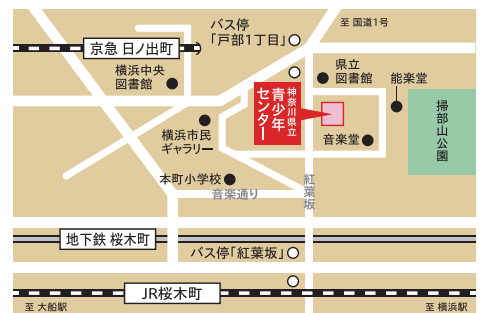 バス停
「戸部1丁目」
至 国道1号
京急 日ノ出町
横浜中央
図書館
県立
図書館
能楽堂
神奈川県立
青少年
センター
掃部山公園
横浜市民
ギャラリー
音楽堂
本町小学校
音楽通り
紅葉坂
地下鉄 桜木町
バス停「紅葉坂」
JR桜木町
至 大船駅
至 横浜駅